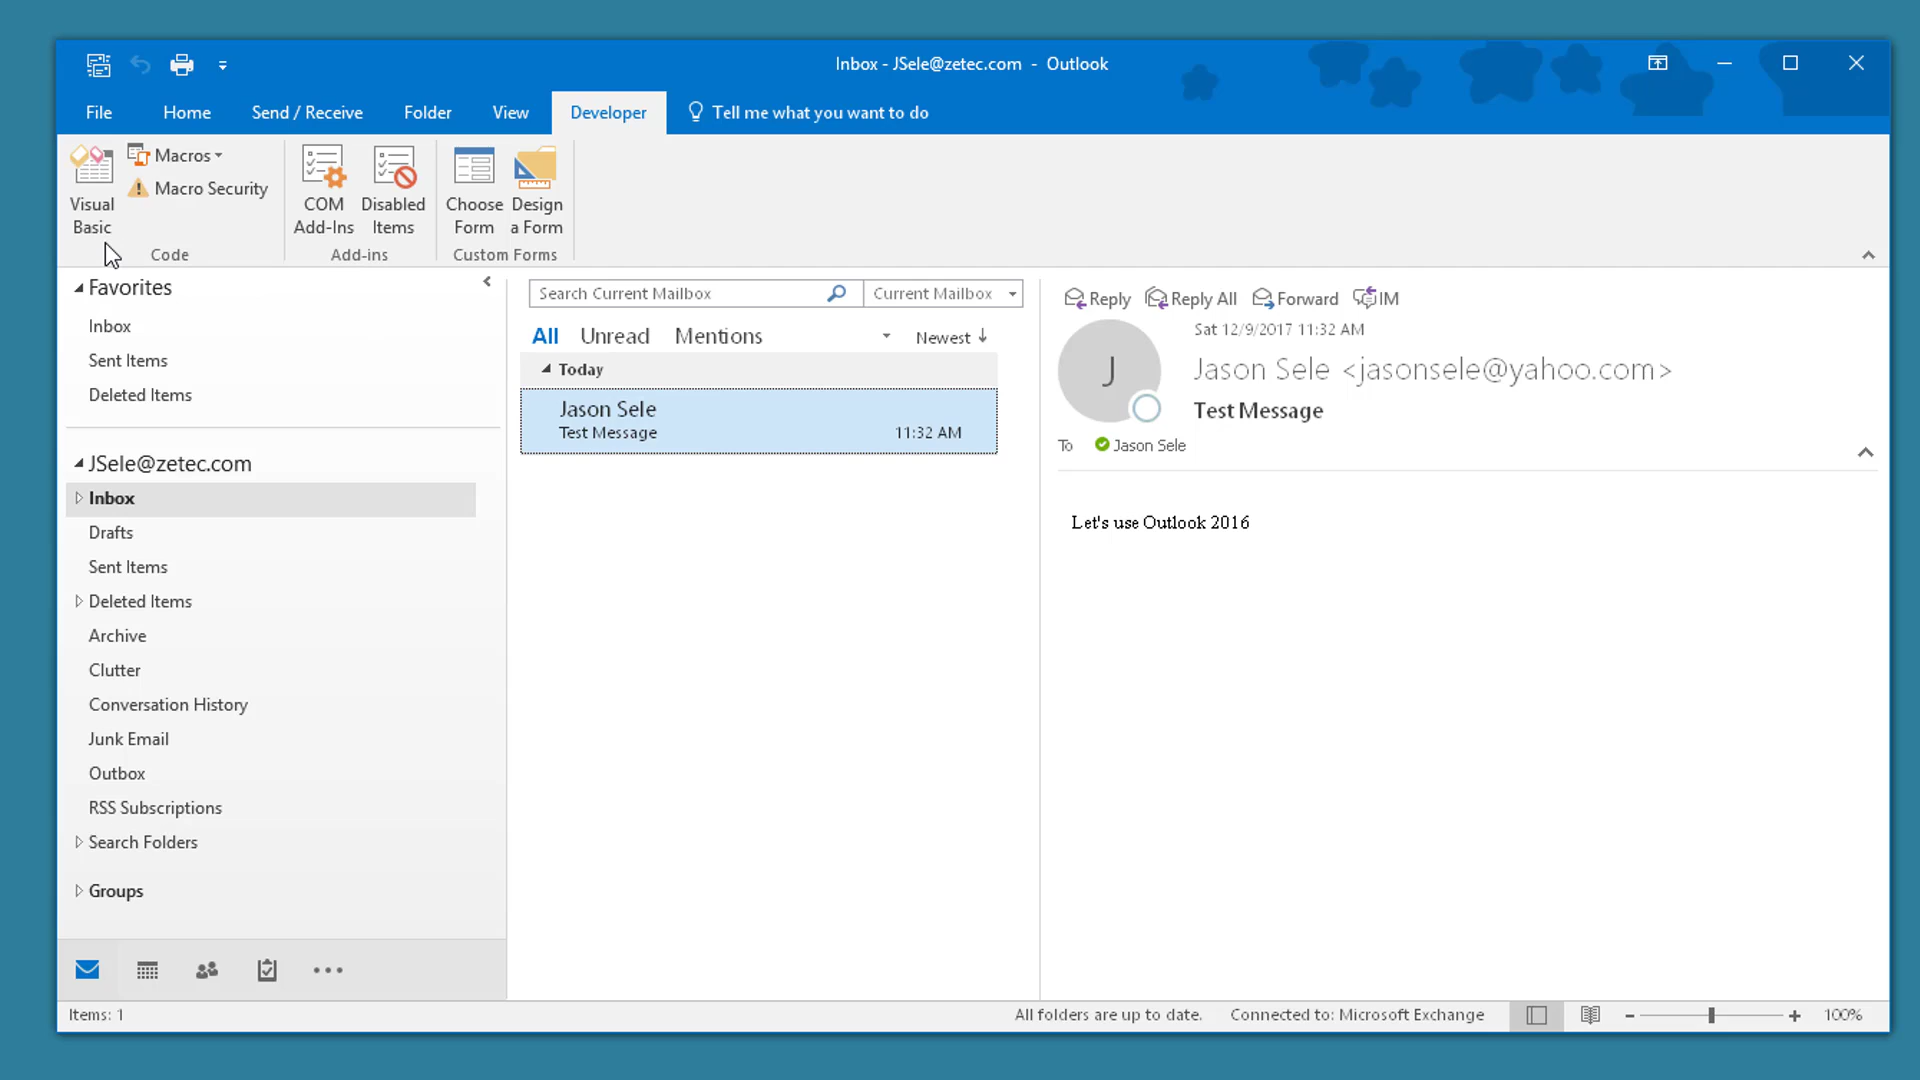 Inbox - JSele@zetec.com - Outlook
File Home Send / Receive Folder View Developer Tell me what you want to do
Visual Basic
Macros
Macro Security
Code
COM Add-Ins
Disabled Items
Add-ins
Choose Form
Design a Form
Custom Forms
Favorites
Inbox
Sent Items
Deleted Items
JSele@zetec.com
Inbox
Drafts
Sent Items
Deleted Items
Archive
Clutter
Conversation History
Junk Email
Outbox
RSS Subscriptions
Search Folders
Groups
Search Current Mailbox Current Mailbox
All Unread Mentions Newest ↓
Today
Jason Sele
Test Message 11:32 AM
Reply Reply All Forward IM
Sat 12/9/2017 11:32 AM
J
Jason Sele <jasonsele@yahoo.com>
Test Message
To Jason Sele
Let's use Outlook 2016
Items: 1 All folders are up to date. Connected to: Microsoft Exchange 100%